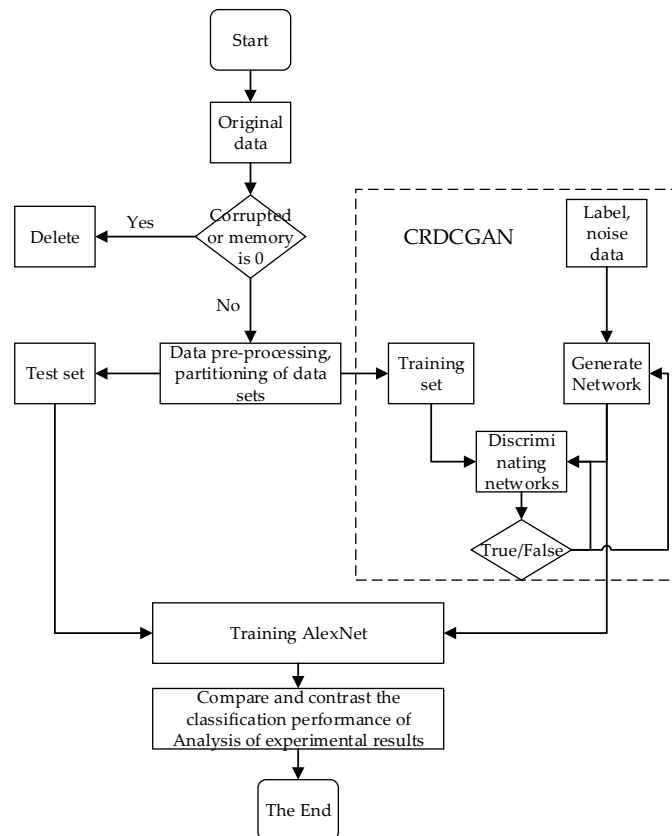 Start
Original
data
Corrupted
or memory
is 0
Yes
Delete
No
CRDCGAN
Label,
noise
data
Test set
Data pre-processing,
partitioning of data
sets
Training
set
Generate
Network
Discrimi
nating
networks
True/False
Training AlexNet
Compare and contrast the
classification performance of
Analysis of experimental results
The End